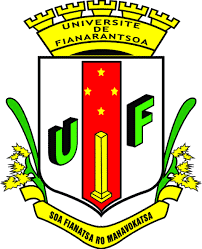 UNIVERSITE
DE
FIANARANTSOA
U F
SOA FIANATSA RO MAHAVOKATSA